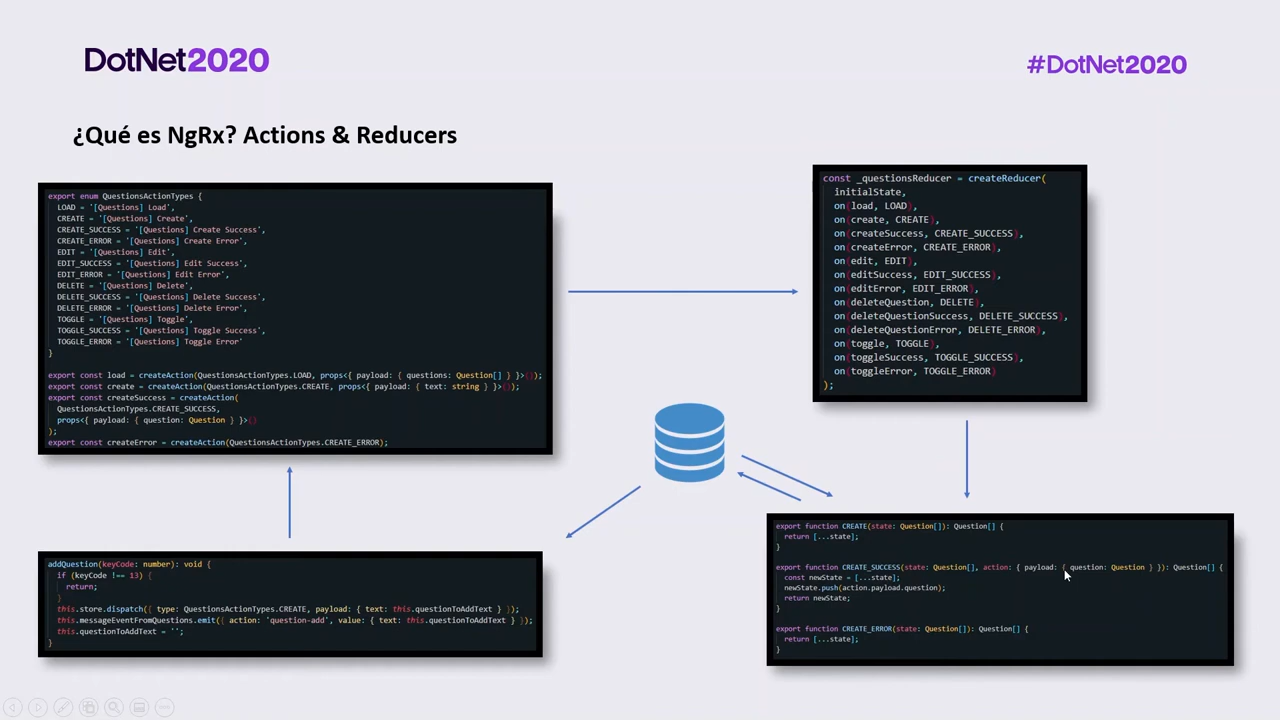 DotNet2020
#DotNet2020
¿Qué es NgRx? Actions & Reducers
export enum QuestionsActionTypes {
LOAD = '[Questions] Load',
CREATE = '[Questions] Create',
CREATE_SUCCESS = '[Questions] Create Success',
CREATE_ERROR = '[Questions] Create Error',
EDIT = '[Questions] Edit',
EDIT_SUCCESS = '[Questions] Edit Success',
EDIT_ERROR = '[Questions] Edit Error',
DELETE = '[Questions] Delete',
DELETE_SUCCESS = '[Questions] Delete Success',
DELETE_ERROR = '[Questions] Delete Error',
TOGGLE = '[Questions] Toggle',
TOGGLE_SUCCESS = '[Questions] Toggle Success',
TOGGLE_ERROR = '[Questions] Toggle Error'
}
export const load = createAction(QuestionsActionTypes.LOAD, props<{ payload: { questions: Question[] } }>());
export const create = createAction(QuestionsActionTypes.CREATE, props<{ payload: { text: string } }>());
export const createSuccess = createAction(
QuestionsActionTypes.CREATE_SUCCESS,
props<{ payload: { question: Question } }>()
);
export const createError = createAction(QuestionsActionTypes.CREATE_ERROR);
const _questionsReducer = createReducer(
initialState,
on(load, LOAD),
on(create, CREATE),
on(createSuccess, CREATE_SUCCESS),
on(createError, CREATE_ERROR),
on(edit, EDIT),
on(editSuccess, EDIT_SUCCESS),
on(editError, EDIT_ERROR),
on(deleteQuestion, DELETE),
on(deleteQuestionSuccess, DELETE_SUCCESS),
on(deleteQuestionError, DELETE_ERROR),
on(toggle, TOGGLE),
on(toggleSuccess, TOGGLE_SUCCESS),
on(toggleError, TOGGLE_ERROR)
);
addQuestion(keyCode: number): void {
if (keyCode !== 13) {
return;
}
this.store.dispatch({ type: QuestionsActionTypes.CREATE, payload: { text: this.questionToAddText } });
this.messageEventFromQuestions.emit({ action: 'question-add', value: { text: this.questionToAddText } });
this.questionToAddText = '';
}
export function CREATE(state: Question[]): Question[] {
return [...state];
}
export function CREATE_SUCCESS(state: Question[], action: { payload: { question: Question } }): Question[] {
const newState = [...state];
newState.push(action.payload.question);
return newState;
}
export function CREATE_ERROR(state: Question[]): Question[] {
return [...state];
}